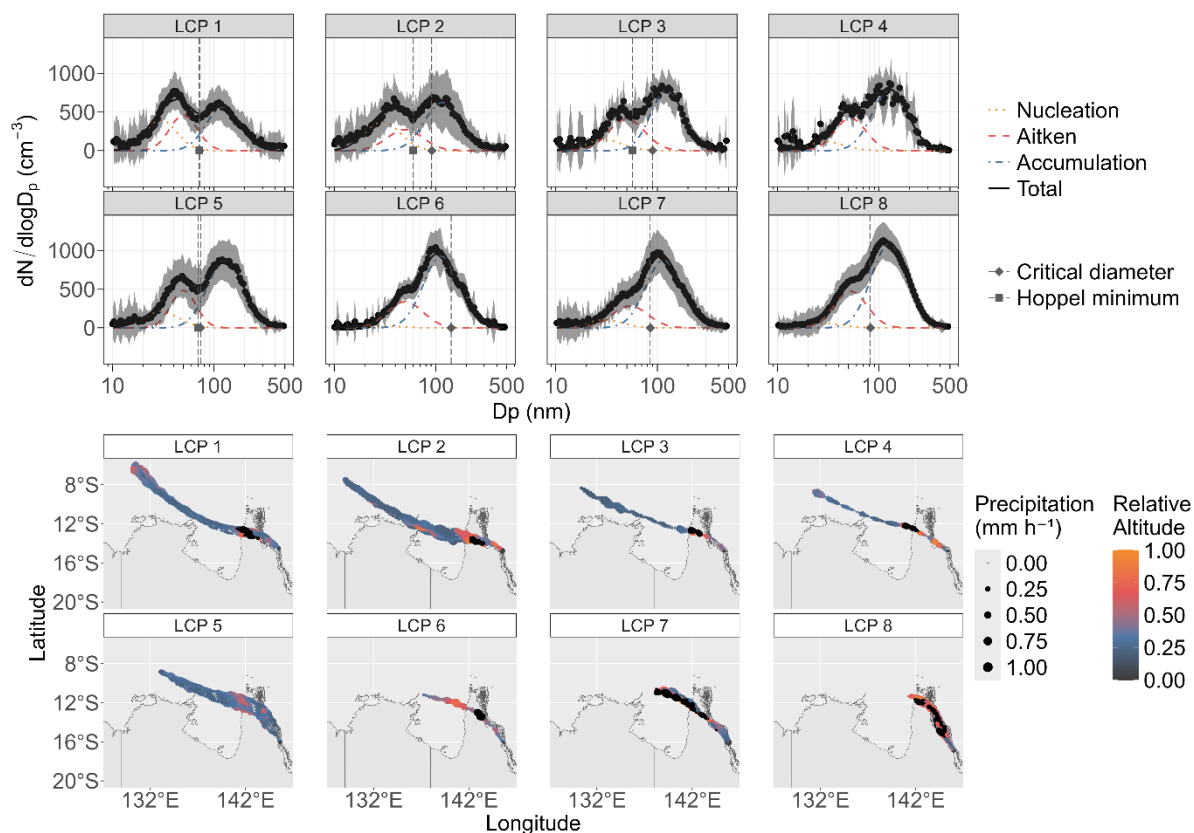 LCP 1 LCP 2 LCP 3 LCP 4
1000
500
0
LCP 5 LCP 6 LCP 7 LCP 8
1000
500
0
10 100 500 10 100 500 10 100 500 10 100 500
Dp (nm)
dN/dlogDₚ (cm⁻³)
Nucleation
Aitken
Accumulation
Total
Critical diameter
Hoppel minimum
LCP 1 LCP 2 LCP 3 LCP 4
8°S
12°S
16°S
20°S
LCP 5 LCP 6 LCP 7 LCP 8
8°S
12°S
16°S
20°S
132°E 142°E 132°E 142°E 132°E 142°E 132°E 142°E
Longitude
Latitude
Precipitation
(mm h⁻¹)
0.00
0.25
0.50
0.75
1.00
Relative
Altitude
1.00
0.75
0.50
0.25
0.00